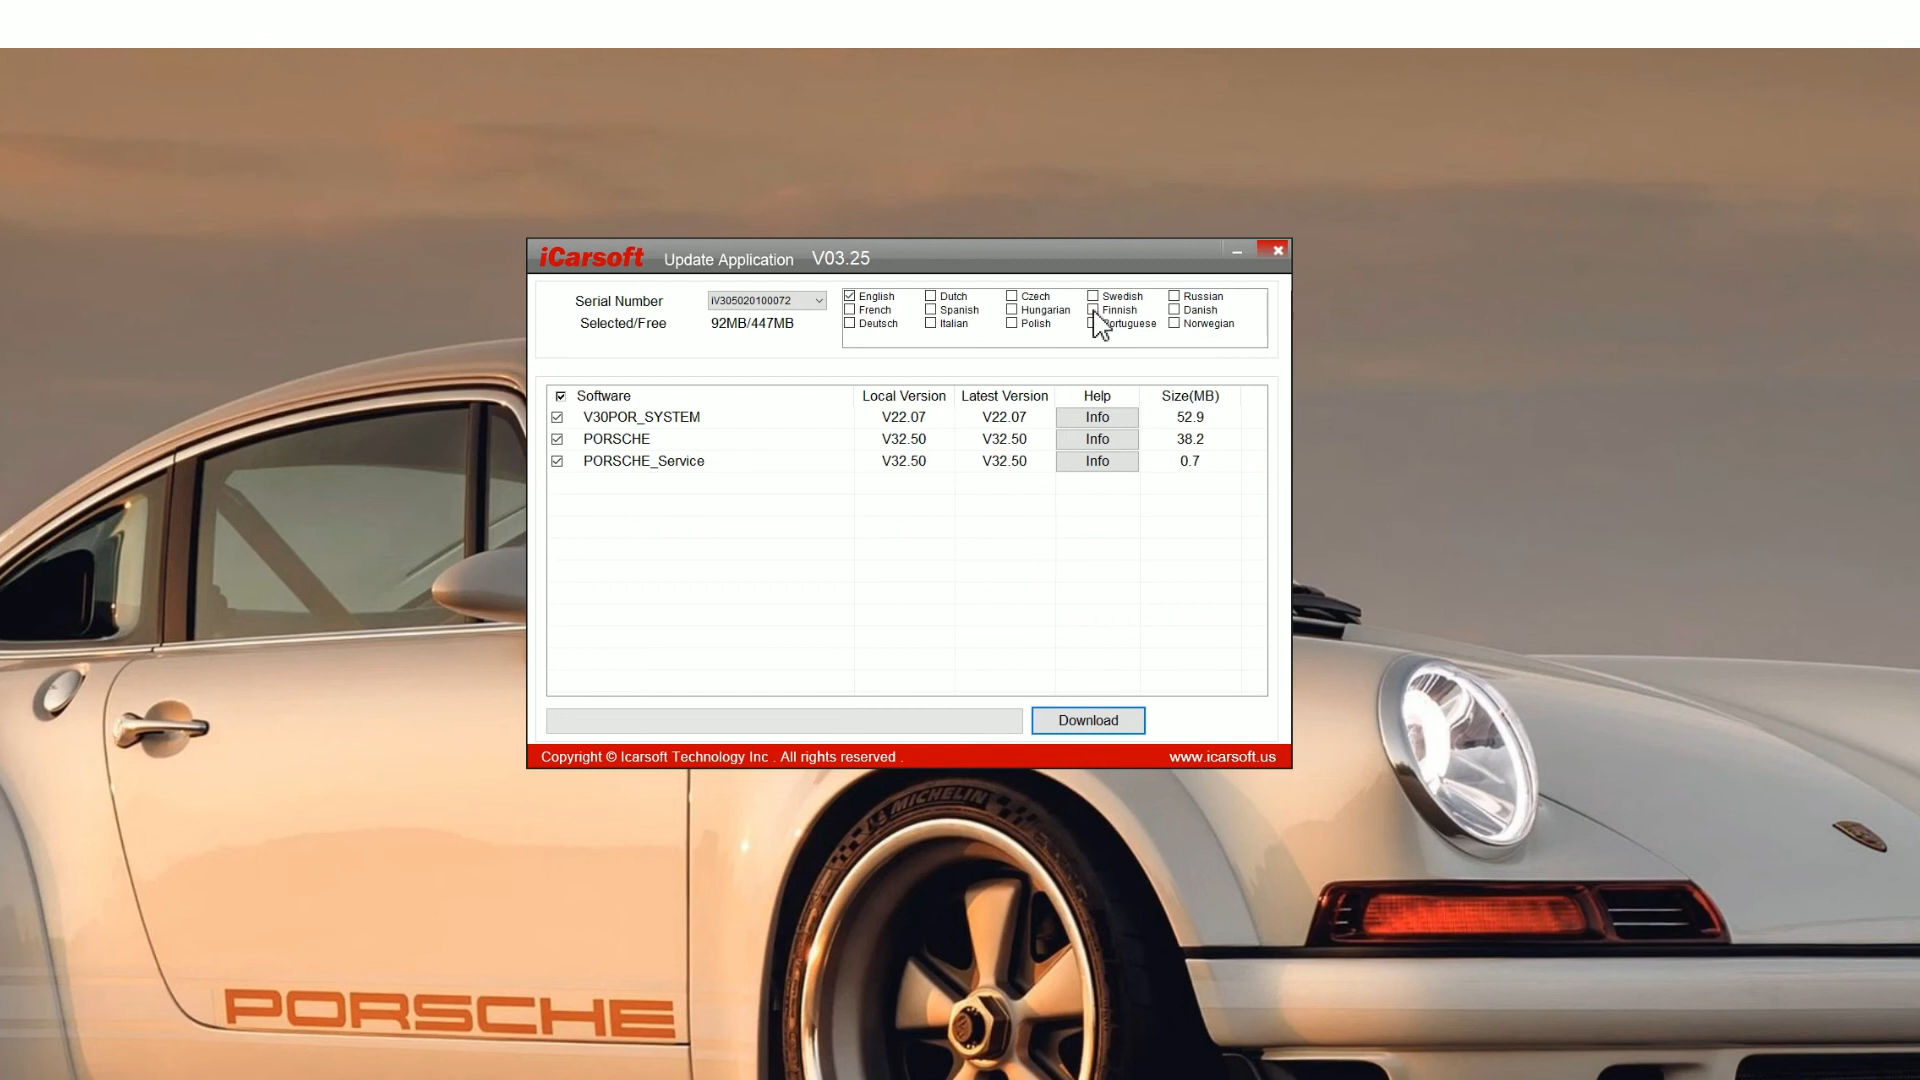 iCarsoft Update Application V03.25
Serial Number iV305020100072
Selected/Free 92MB/447MB
English Dutch Czech Swedish Russian
French Spanish Hungarian Finnish Danish
Deutsch Italian Polish Portuguese Norwegian
Software Local Version Latest Version Help Size(MB)
V30POR_SYSTEM V22.07 V22.07 Info 52.9
PORSCHE V32.50 V32.50 Info 38.2
PORSCHE_Service V32.50 V32.50 Info 0.7
Download
Copyright © Icarsoft Technology Inc . All rights reserved . www.icarsoft.us
MICHELIN
PORSCHE